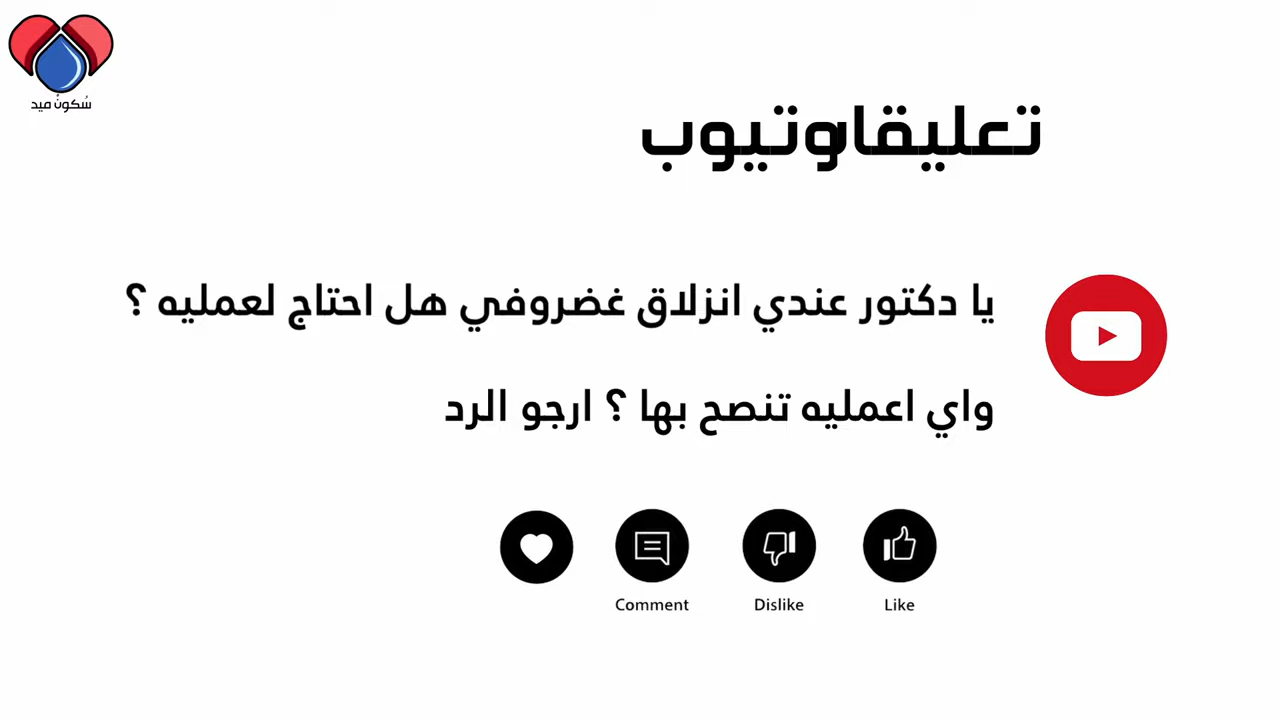 سُكونٌ ميد
تعليقاوتيوب
يا دكتور عندي انزلاق غضروفي هل احتاج لعمليه ؟
واي اعمليه تنصح بها ؟ ارجو الرد
Comment Dislike Like